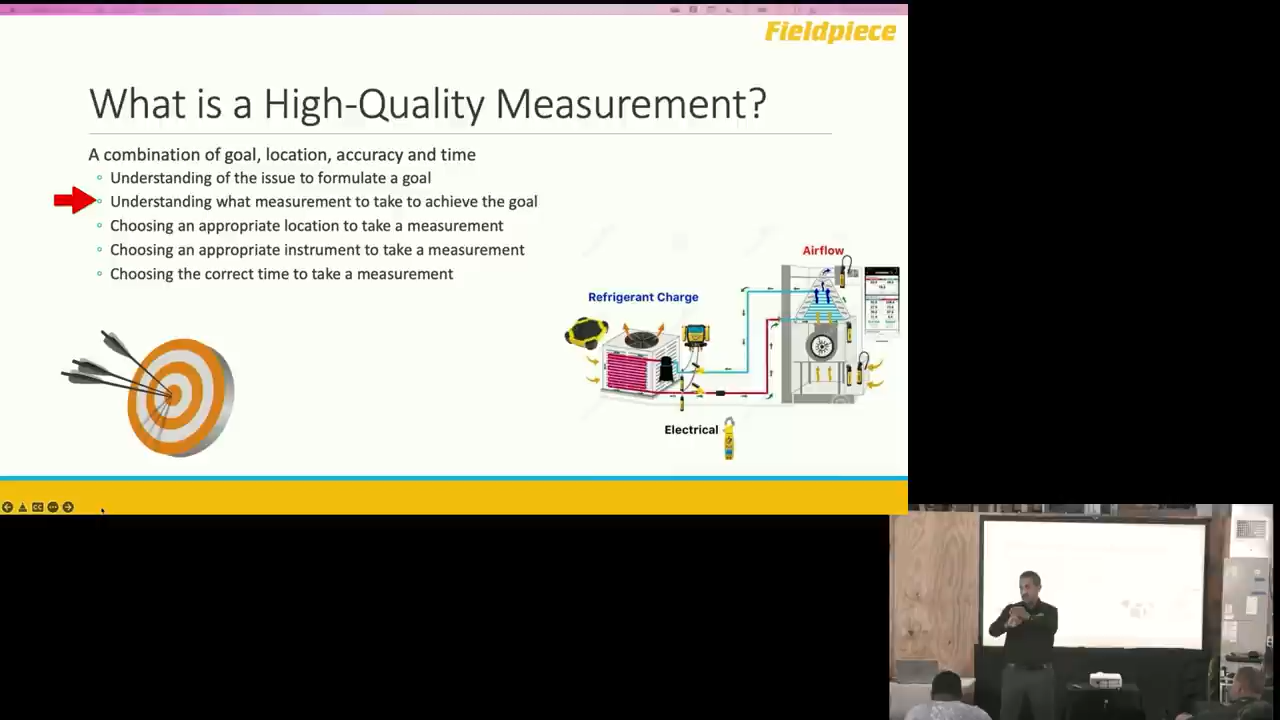 Fieldpiece
What is a High-Quality Measurement?
A combination of goal, location, accuracy and time
Understanding of the issue to formulate a goal
Understanding what measurement to take to achieve the goal
Choosing an appropriate location to take a measurement
Choosing an appropriate instrument to take a measurement
Choosing the correct time to take a measurement
Airflow
Refrigerant Charge
Electrical
CC